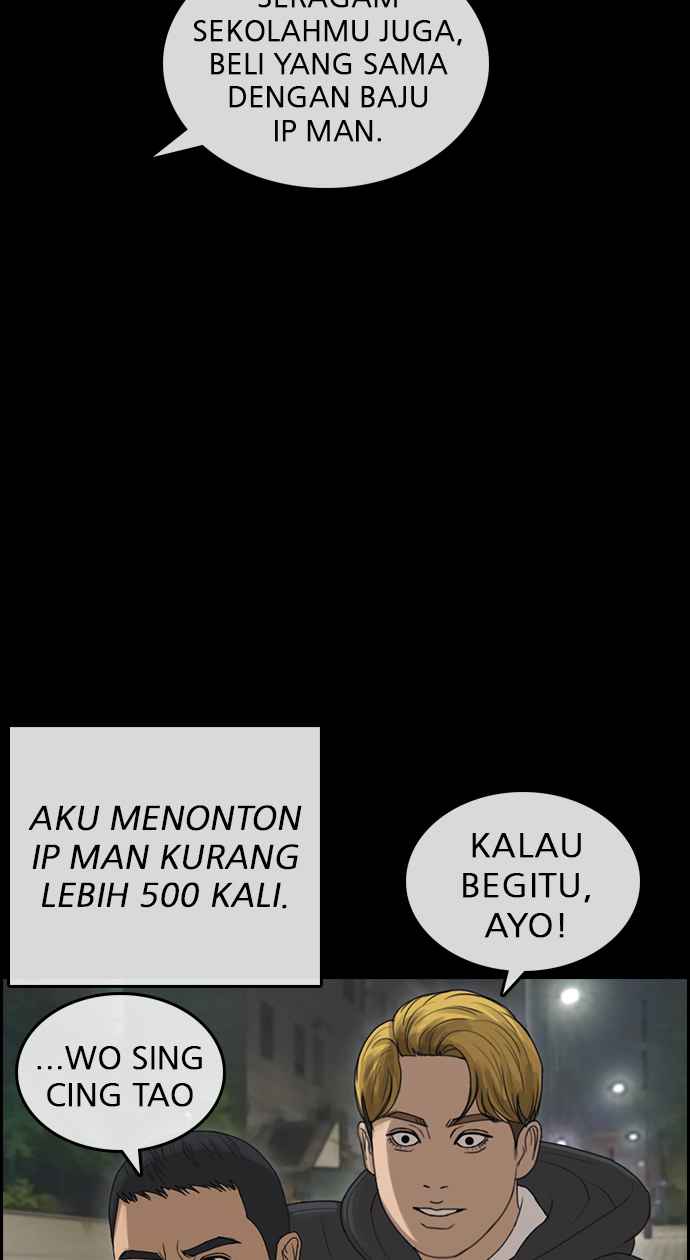 SERAGAM
SEKOLAHMU JUGA,
BELI YANG SAMA
DENGAN BAJU
IP MAN.
AKU MENONTON
IP MAN KURANG
LEBIH 500 KALI.
KALAU
BEGITU,
AYO!
...WO SING
CING TAO